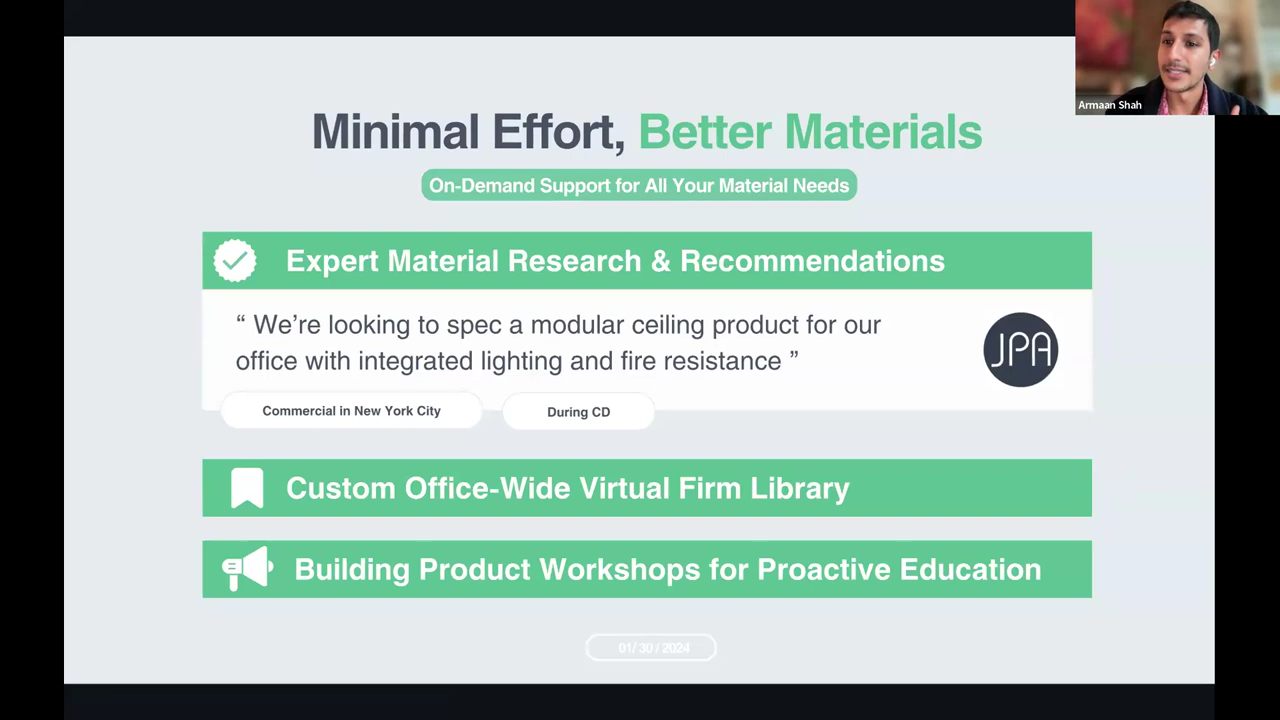 Armaan Shah
Minimal Effort, Better Materials
On-Demand Support for All Your Material Needs
Expert Material Research & Recommendations
“ We’re looking to spec a modular ceiling product for our
office with integrated lighting and fire resistance ”
JPA
Commercial in New York City
During CD
Custom Office-Wide Virtual Firm Library
Building Product Workshops for Proactive Education
01/ 30 / 2024